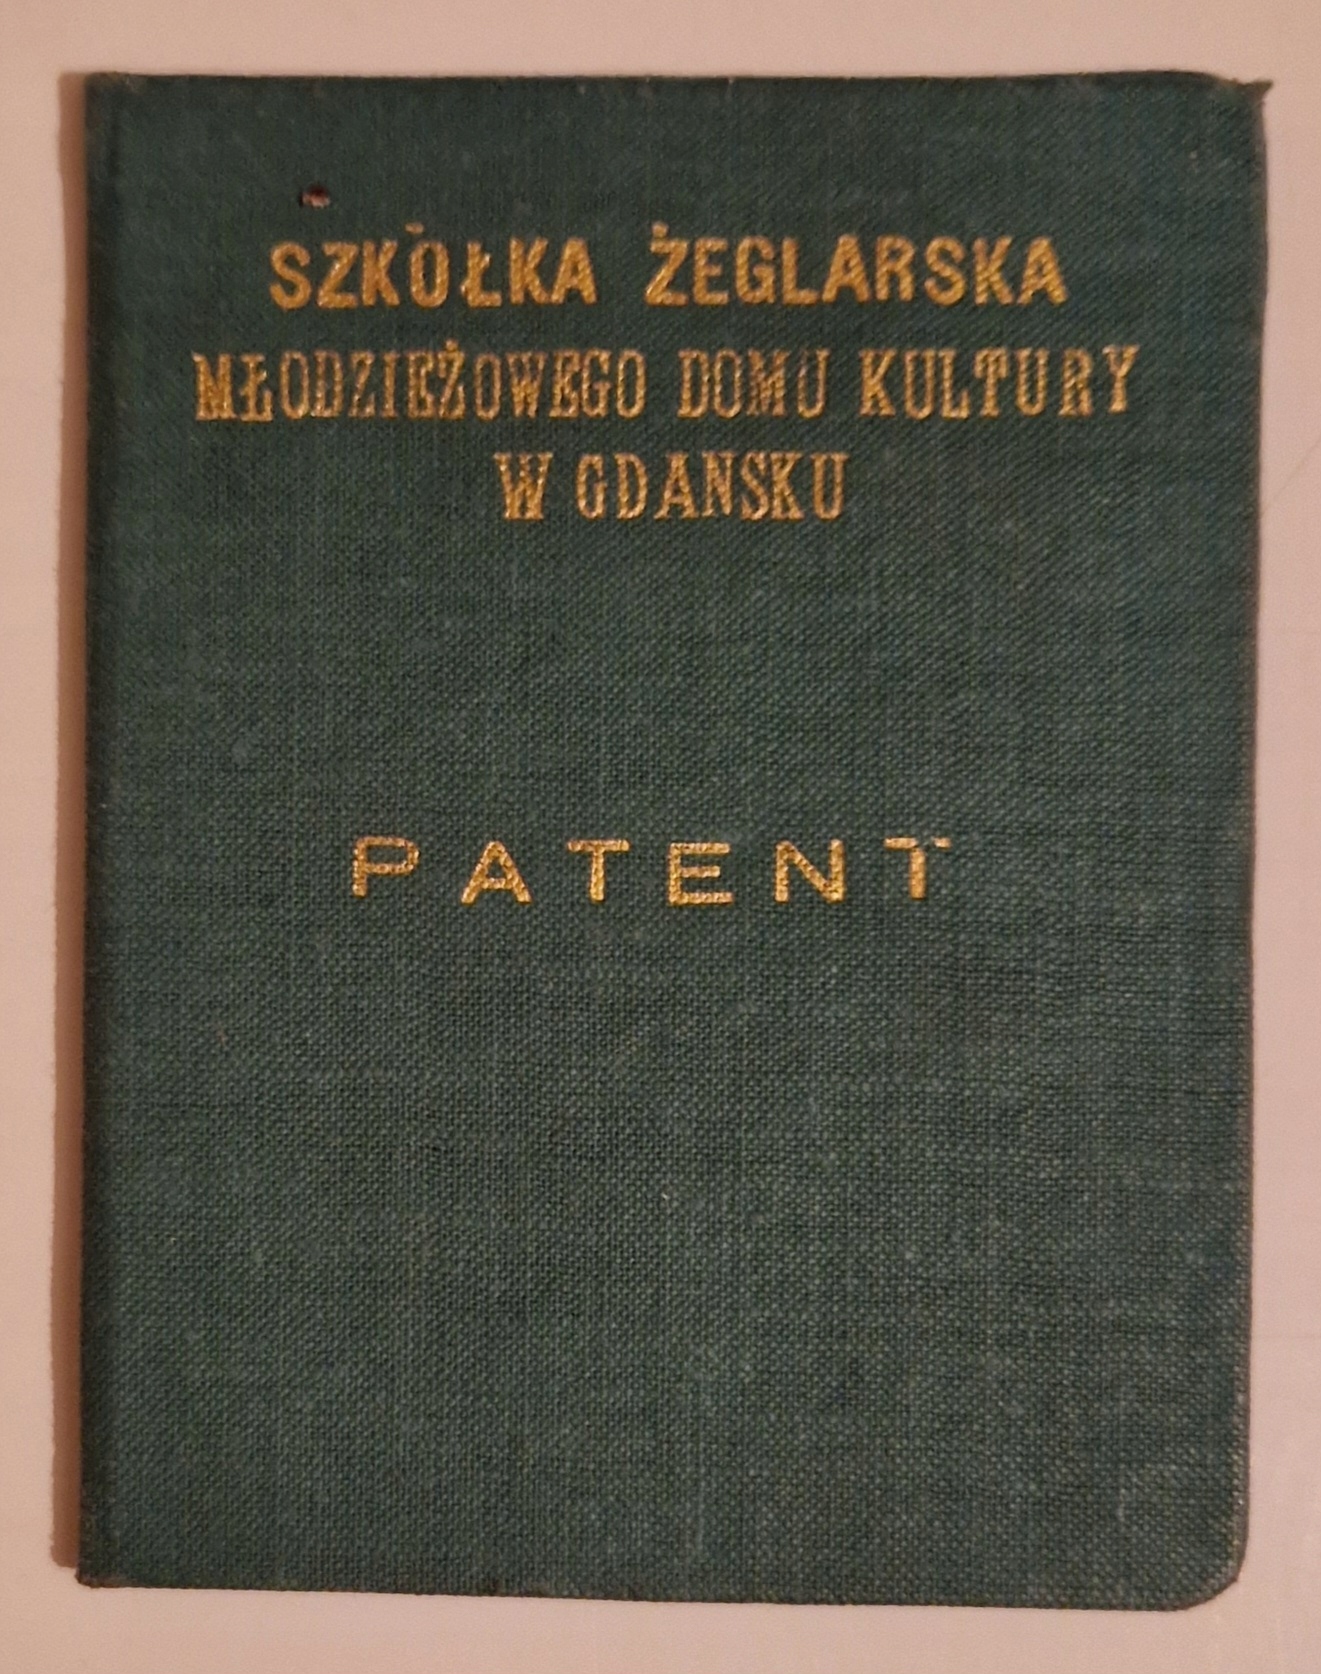 SZKÓŁKA ŻEGLARSKA
MŁODZIEŻOWEGO DOMU KULTURY
W GDANSKU
PATENT